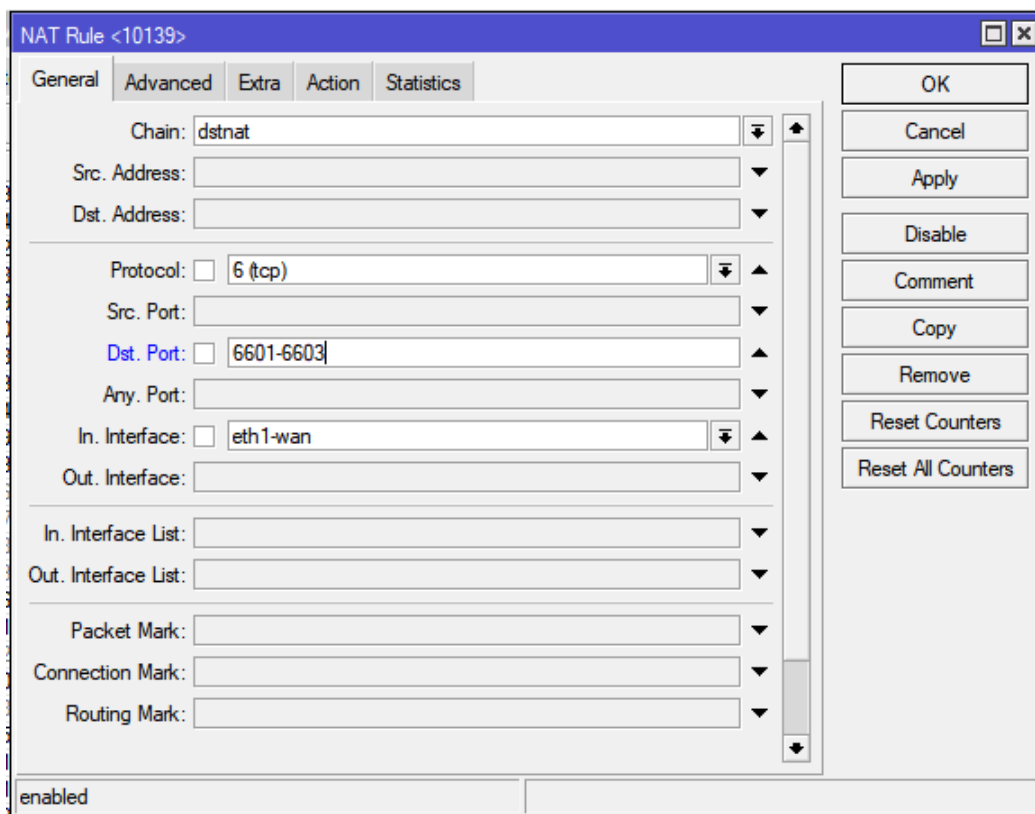 NAT Rule <10139>
General Advanced Extra Action Statistics
Chain: dstnat
Src. Address:
Dst. Address:
Protocol: 6 (tcp)
Src. Port:
Dst. Port: 6601-6603
Any. Port:
In. Interface: eth1-wan
Out. Interface:
In. Interface List:
Out. Interface List:
Packet Mark:
Connection Mark:
Routing Mark:
enabled
OK
Cancel
Apply
Disable
Comment
Copy
Remove
Reset Counters
Reset All Counters